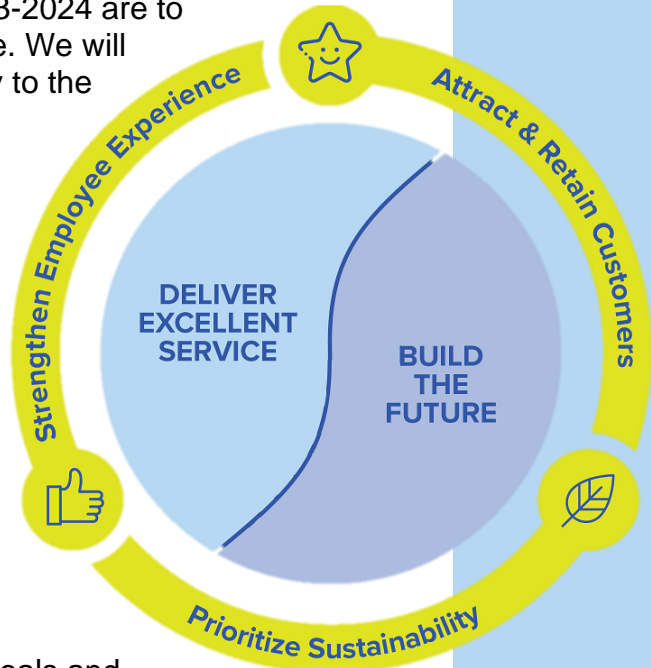 3-2024 are to
We will
to the
Strengthen Employee Experience
Attract & Retain Customers
DELIVER
EXCELLENT
SERVICE
BUILD
THE
FUTURE
Prioritize Sustainability
and